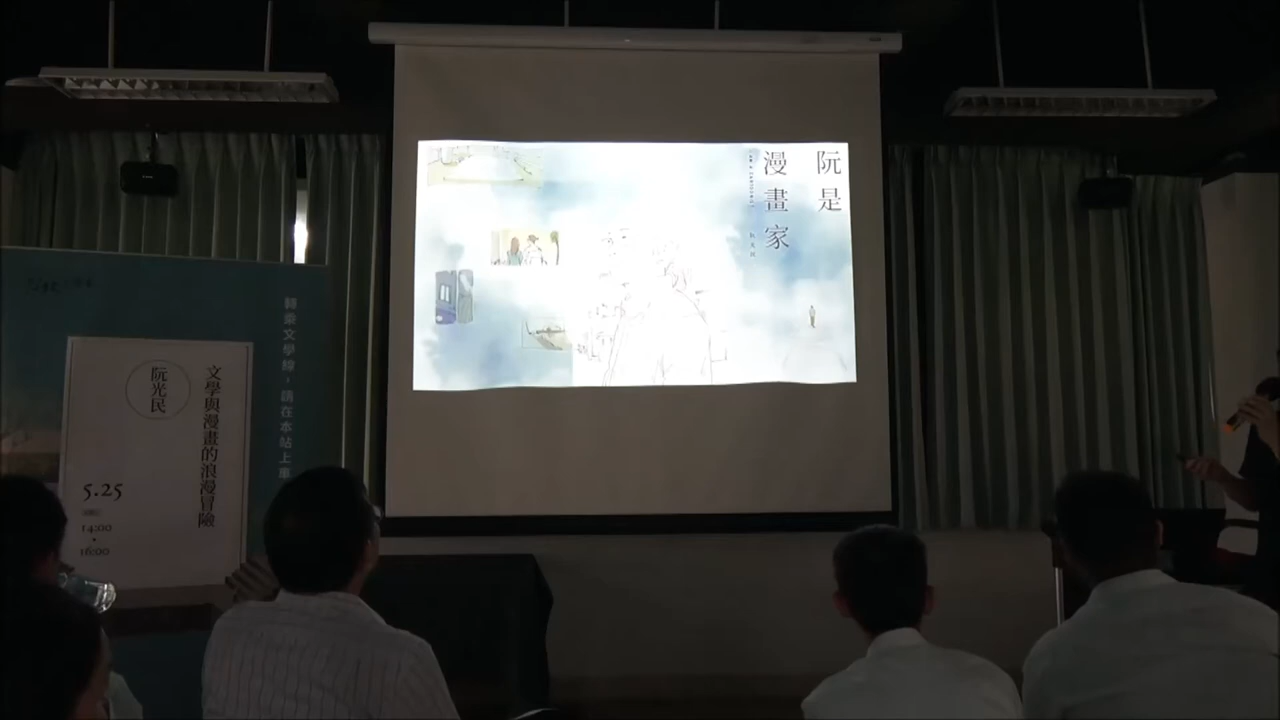 阮是
漫畫家
轉乘文學線，請在本站上車
文學與漫畫的浪漫冒險
阮光民
5.25
14:00
16:00